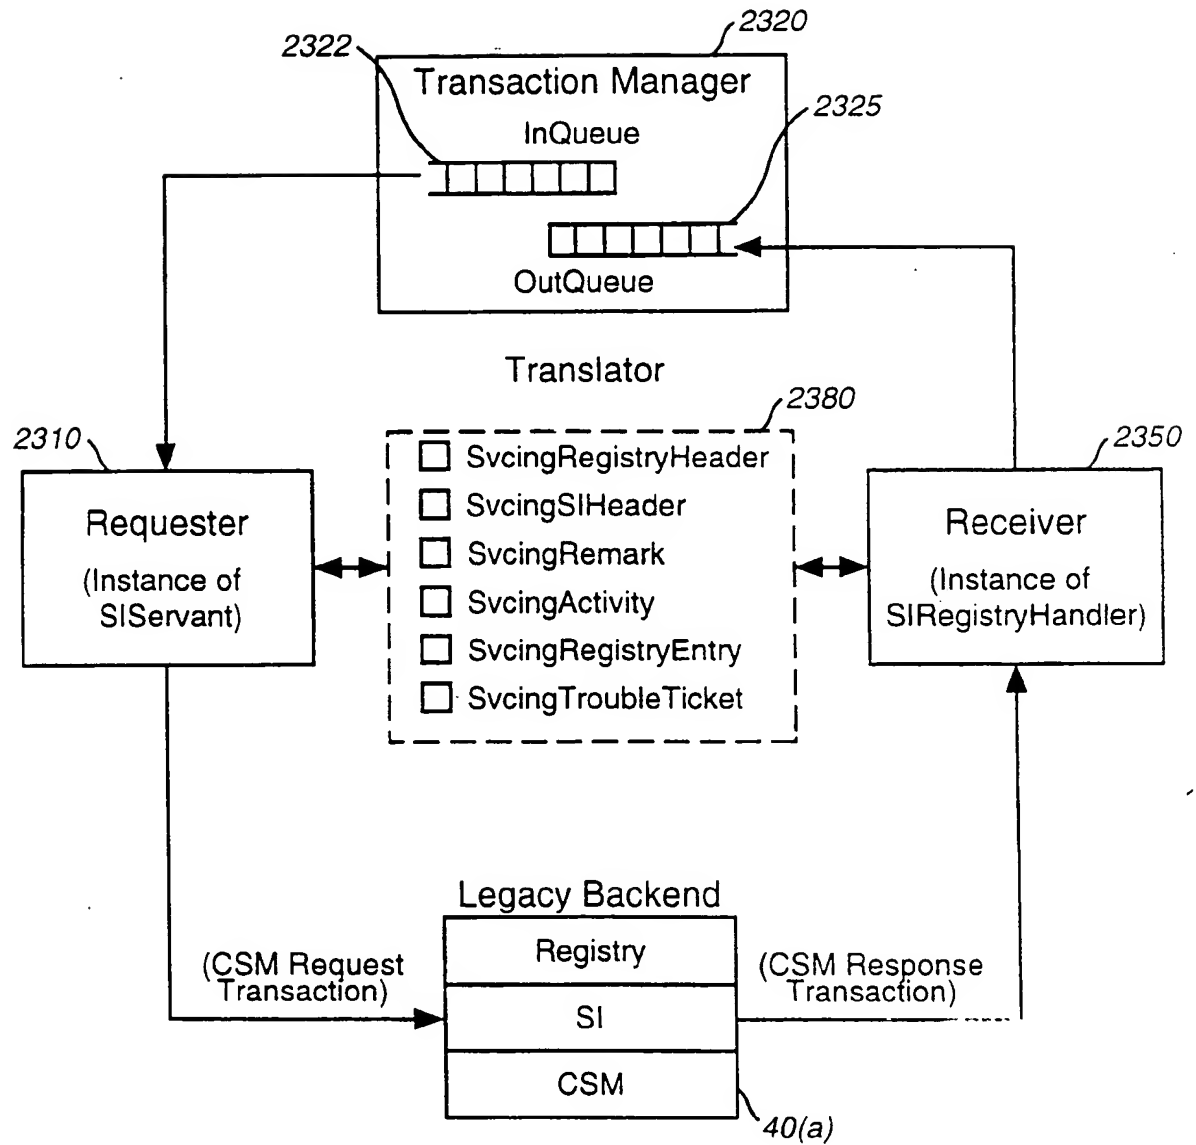 2320
2322
Transaction Manager
2325
InQueue
OutQueue
Translator
2380
2310
2350
SvcingRegistryHeader
SvcingSIHeader
SvcingRemark
SvcingActivity
SvcingRegistryEntry
SvcingTroubleTicket
Requester
(Instance of
SIServant)
Receiver
(Instance of
SIRegistryHandler)
Legacy Backend
Registry
SI
CSM
(CSM Request
Transaction)
(CSM Response
Transaction)
40(a)